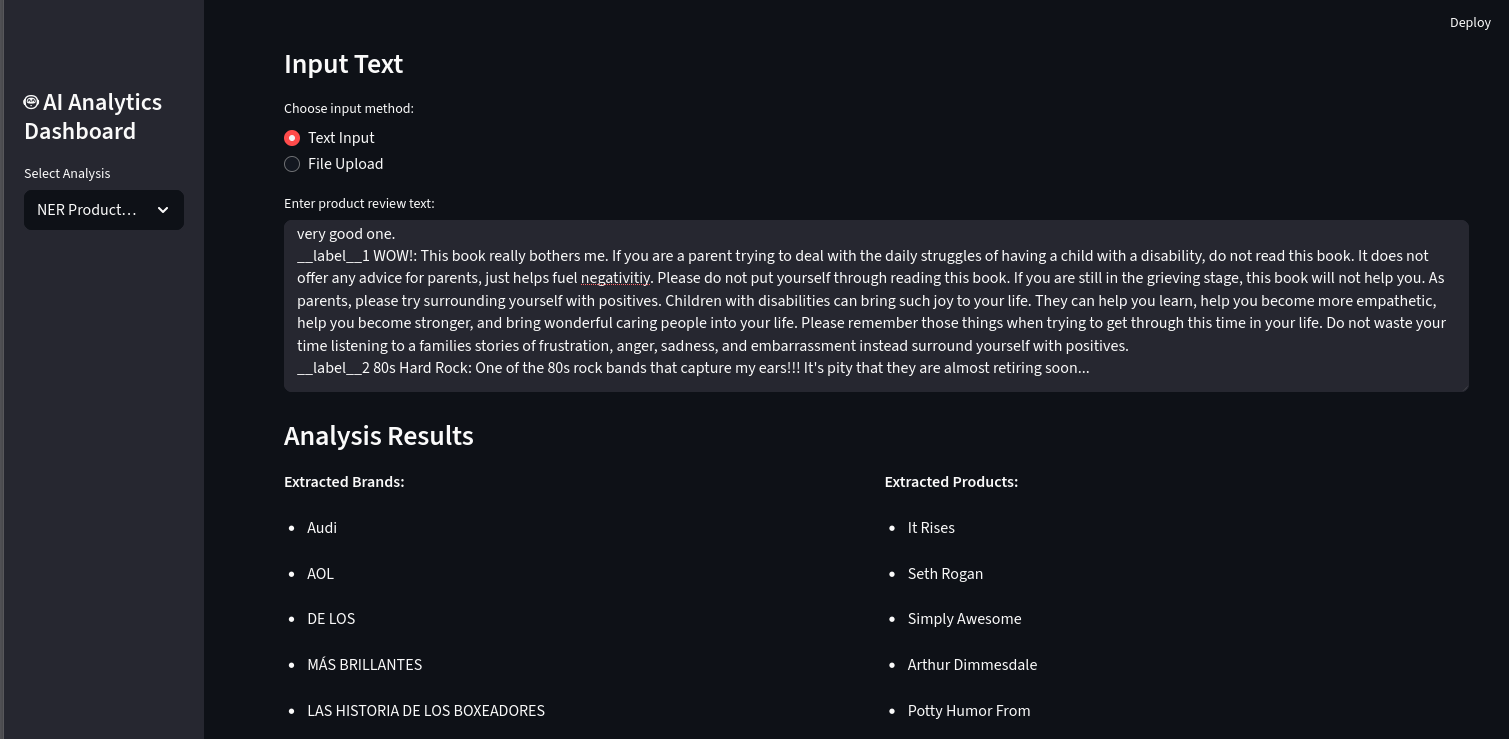 Deploy
AI Analytics
Dashboard
Select Analysis
NER Product…
Input Text
Choose input method:
Text Input
File Upload
Enter product review text:
very good one.
__label__1 WOW!: This book really bothers me. If you are a parent trying to deal with the daily struggles of having a child with a disability, do not read this book. It does not
offer any advice for parents, just helps fuel negativitiy. Please do not put yourself through reading this book. If you are still in the grieving stage, this book will not help you. As
parents, please try surrounding yourself with positives. Children with disabilities can bring such joy to your life. They can help you learn, help you become more empathetic,
help you become stronger, and bring wonderful caring people into your life. Please remember those things when trying to get through this time in your life. Do not waste your
time listening to a families stories of frustration, anger, sadness, and embarrassment instead surround yourself with positives.
__label__2 80s Hard Rock: One of the 80s rock bands that capture my ears!!! It's pity that they are almost retiring soon...
Analysis Results
Extracted Brands:
Audi
AOL
DE LOS
MÁS BRILLANTES
LAS HISTORIA DE LOS BOXEADORES
Extracted Products:
It Rises
Seth Rogan
Simply Awesome
Arthur Dimmesdale
Potty Humor From